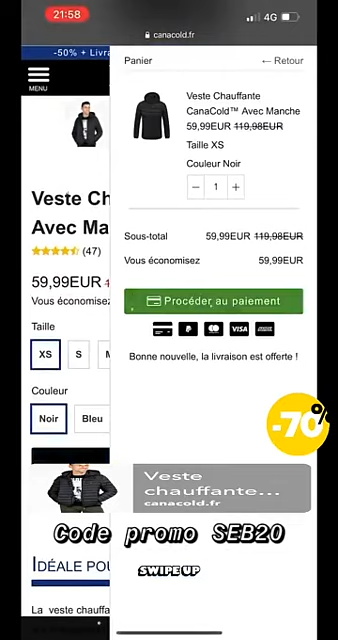 21:58
4G
canacold.fr
-50% + Livra
MENU
Panier
← Retour
Veste Chauffante
CanaCold™ Avec Manche
59,99EUR 119,98EUR
Taille XS
Couleur Noir
− 1 +
Sous-total 59,99EUR 119,98EUR
Vous économisez 59,99EUR
Procéder au paiement
VISA
Bonne nouvelle, la livraison est offerte !
Veste Ch
Avec Ma
(47)
59,99EUR
Vous économisez
Taille
XS S M
Couleur
Noir Bleu
-70%
Veste
chauffante...
canacold.fr
Code promo SEB20
IDÉALE POU
SWIPE UP
La veste chauffa